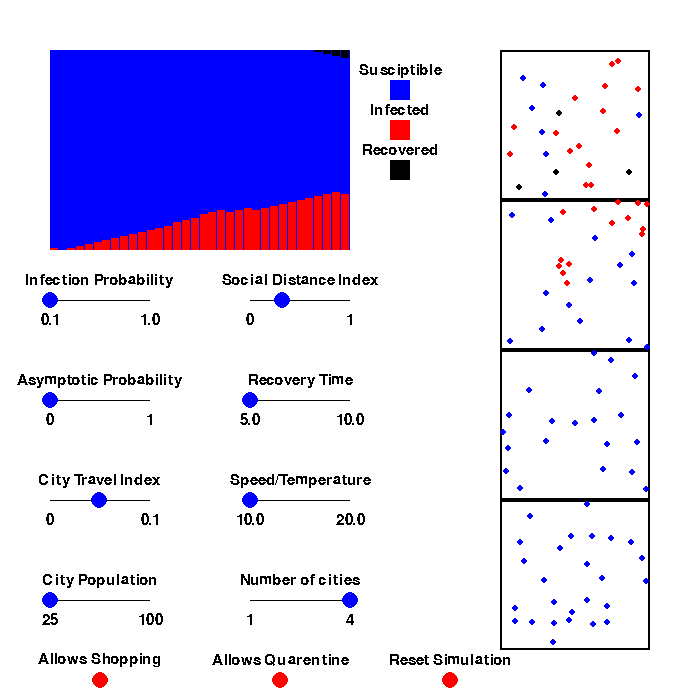 Susciptible
Infected
Recovered
Infection Probability Social Distance Index
0.1 1.0 0 1
Asymptotic Probability Recovery Time
0 1 5.0 10.0
City Travel Index Speed/Temperature
0 0.1 10.0 20.0
City Population Number of cities
25 100 1 4
Allows Shopping Allows Quarentine Reset Simulation